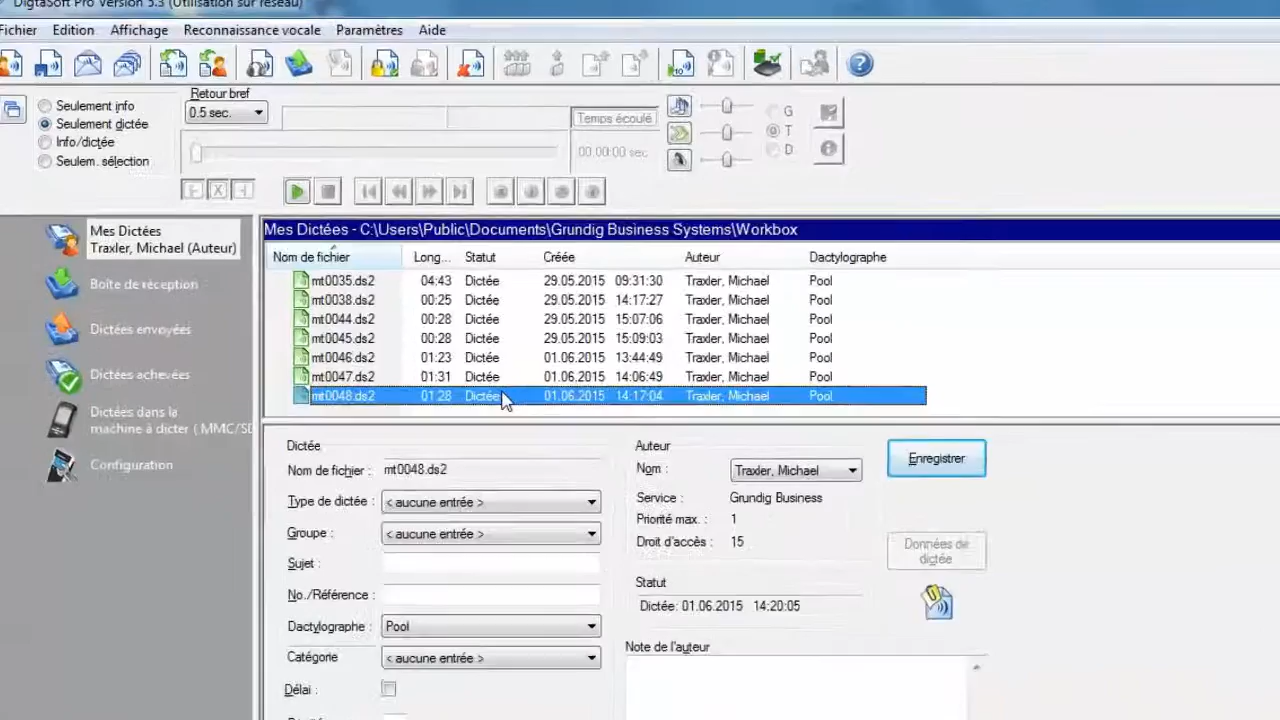 DigtaSoft Pro Version 5.3 (Utilisation sur réseau)
Fichier Edition Affichage Reconnaissance vocale Paramètres Aide
Seulement info
Seulement dictée
Info/dictée
Seulem. sélection
Retour bref
0.5 sec.
Temps écoulé
00:00:00 sec
G
T
D
Mes Dictées
Traxler, Michael (Auteur)
Boîte de réception
Dictées envoyées
Dictées achevées
Dictées dans la
machine à dicter ( MMC/SD
Configuration
Mes Dictées - C:\Users\Public\Documents\Grundig Business Systems\Workbox
Nom de fichier Long... Statut Créée Auteur Dactylographe
mt0035.ds2 04:43 Dictée 29.05.2015 09:31:30 Traxler, Michael Pool
mt0038.ds2 00:25 Dictée 29.05.2015 14:17:27 Traxler, Michael Pool
mt0044.ds2 00:28 Dictée 29.05.2015 15:07:06 Traxler, Michael Pool
mt0045.ds2 00:28 Dictée 29.05.2015 15:09:03 Traxler, Michael Pool
mt0046.ds2 01:23 Dictée 01.06.2015 13:44:49 Traxler, Michael Pool
mt0047.ds2 01:31 Dictée 01.06.2015 14:06:49 Traxler, Michael Pool
mt0048.ds2 01:28 Dictée 01.06.2015 14:17:04 Traxler, Michael Pool
Dictée
Nom de fichier : mt0048.ds2
Type de dictée : < aucune entrée >
Groupe : < aucune entrée >
Sujet :
No./Référence :
Dactylographe : Pool
Catégorie < aucune entrée >
Délai :
Auteur
Nom : Traxler, Michael
Service : Grundig Business
Priorité max. : 1
Droit d'accès : 15
Statut
Dictée: 01.06.2015 14:20:05
Note de l'auteur
Enregistrer
Données de
dictée